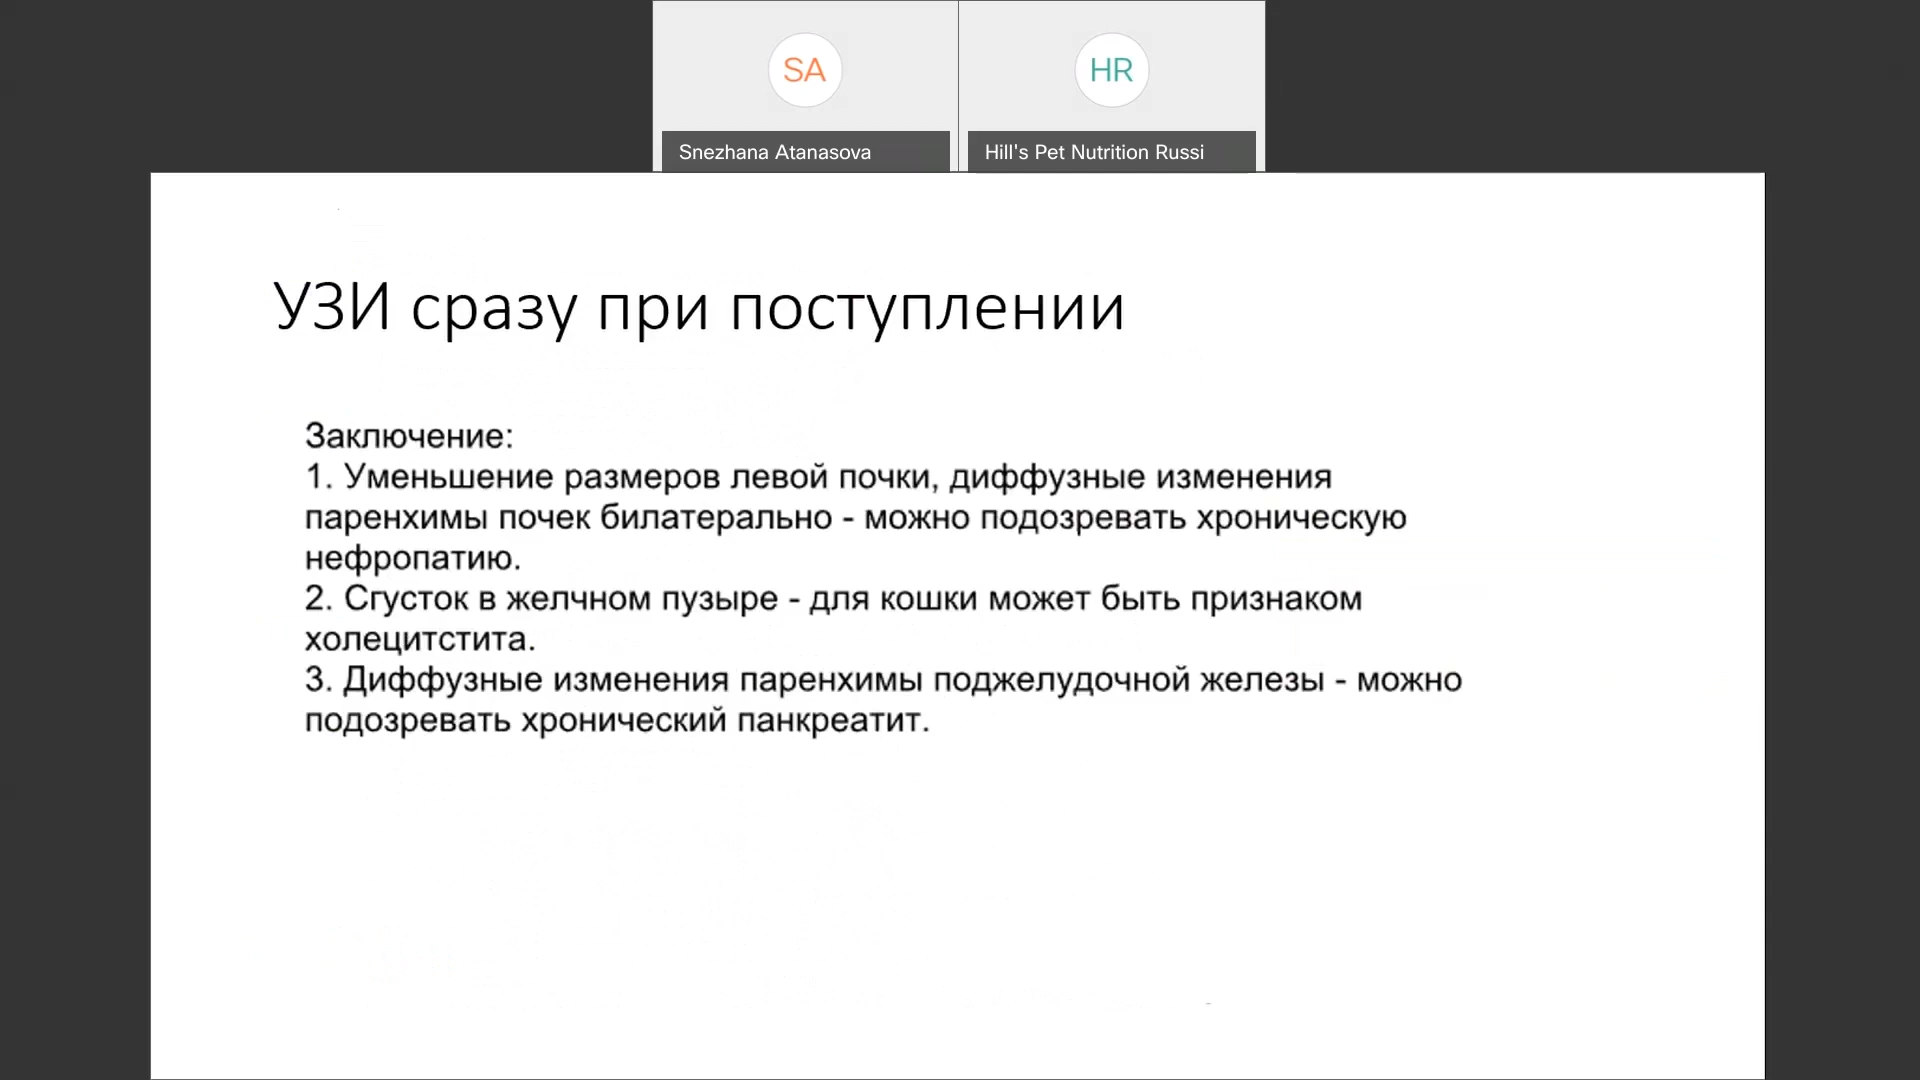 SA
HR
Snezhana Atanasova
Hill's Pet Nutrition Russi
УЗИ сразу при поступлении
Заключение:
1. Уменьшение размеров левой почки, диффузные изменения
паренхимы почек билатерально - можно подозревать хроническую
нефропатию.
2. Сгусток в желчном пузыре - для кошки может быть признаком
холецитстита.
3. Диффузные изменения паренхимы поджелудочной железы - можно
подозревать хронический панкреатит.